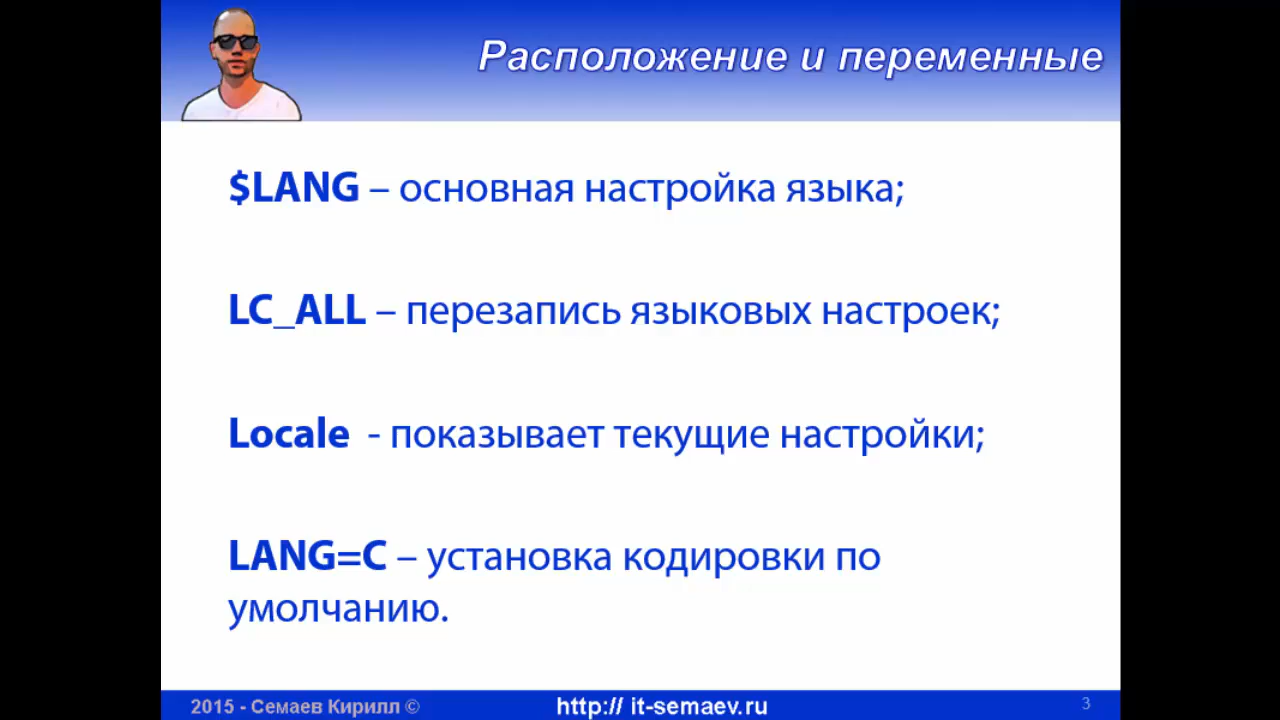 Расположение и переменные
$LANG – основная настройка языка;
LC_ALL – перезапись языковых настроек;
Locale - показывает текущие настройки;
LANG=C – установка кодировки по
умолчанию.
2015 - Семаев Кирилл ©
http:// it-semaev.ru
3